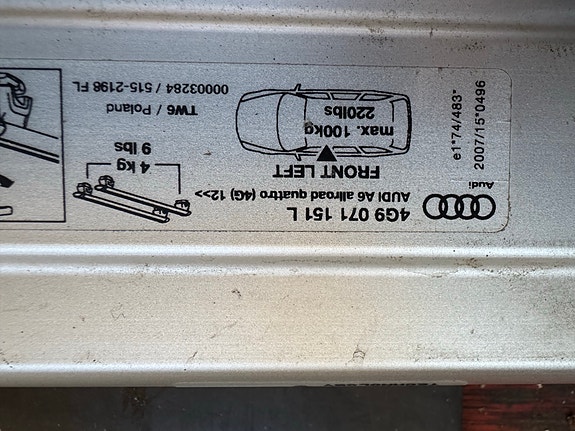 4G9 071 151 L
AUDI A6 allroad quattro (4G) 12>>
FRONT LEFT
max. 100kg
220lbs
4 kg
9 lbs
TW6 / Poland
00003284 / 515-2198 FL
Audi
e1*74/483*
2007/15*0496